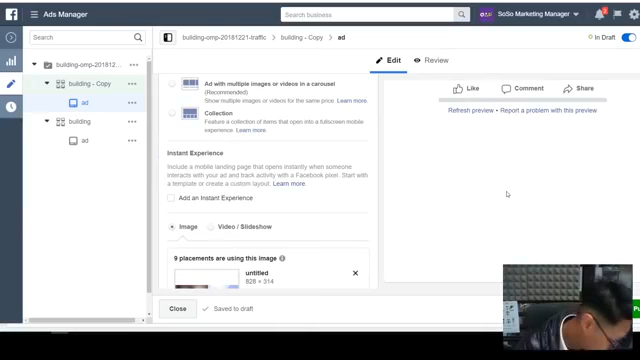 Ads Manager
Search business
SoSo Marketing Manager
2
Search
building-omp-20181221-traffic
building - Copy
ad
In Draft
Edit
Review
building-omp-20181221...
building - Copy
ad
building
ad
Ad with multiple images or videos in a carousel
(Recommended)
Show multiple images or videos for the same price. Learn more.
Collection
Feature a collection of items that open into a fullscreen mobile
experience. Learn more.
Instant Experience
Include a mobile landing page that opens instantly when someone
interacts with your ad and track activity with a Facebook pixel. Start
with a template or create a custom layout. Learn more
Add an Instant Experience
Image
Video / Slideshow
9 placements are using this image
untitled
828 × 314
Like
Comment
Share
Refresh preview • Report a problem with this preview
Close
Saved to draft